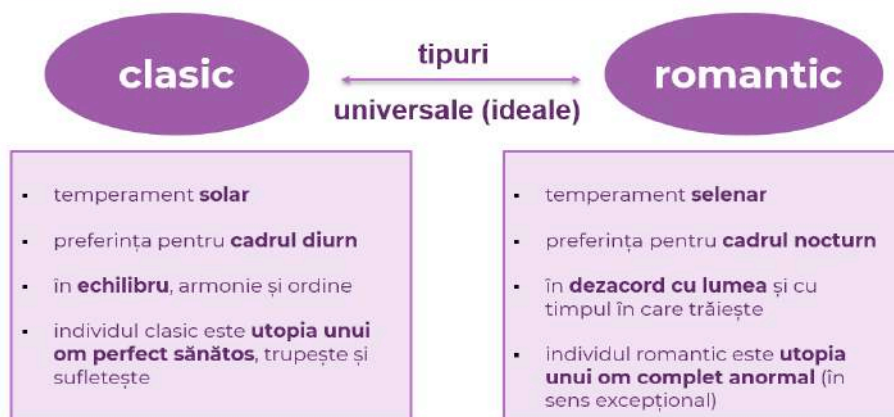 clasic
tipuri
universale (ideale)
romantic
▪ temperament solar
▪ preferința pentru cadrul diurn
▪ în echilibru, armonie și ordine
▪ individul clasic este utopia unui
om perfect sănătos, trupește și
sufletește
▪ temperament selenar
▪ preferința pentru cadrul nocturn
▪ în dezacord cu lumea și cu
timpul în care trăiește
▪ individul romantic este utopia
unui om complet anormal (în
sens excepțional)